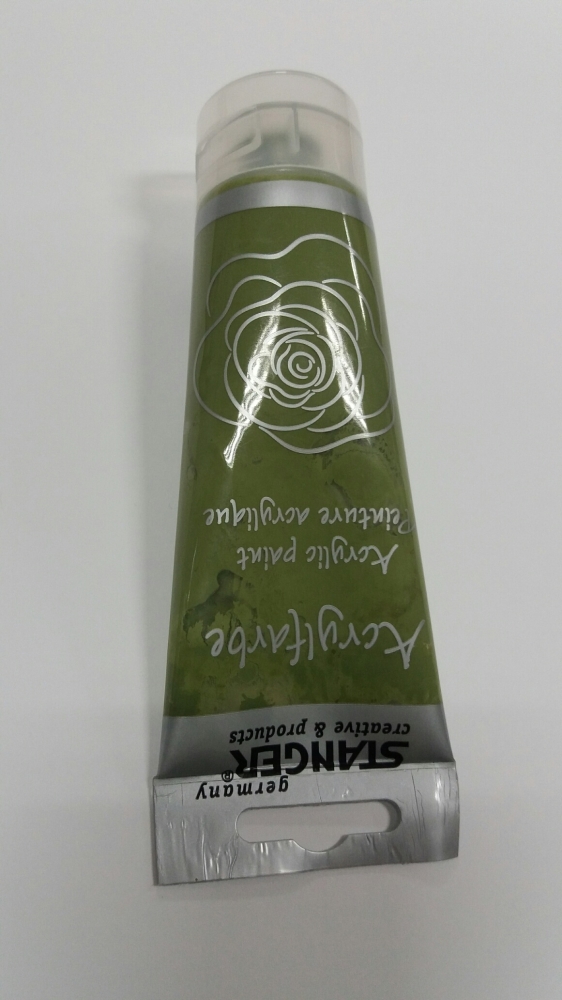 STANGER®
germany
creative & products
Acrylfarbe
Acrylic paint
Peinture acrylique